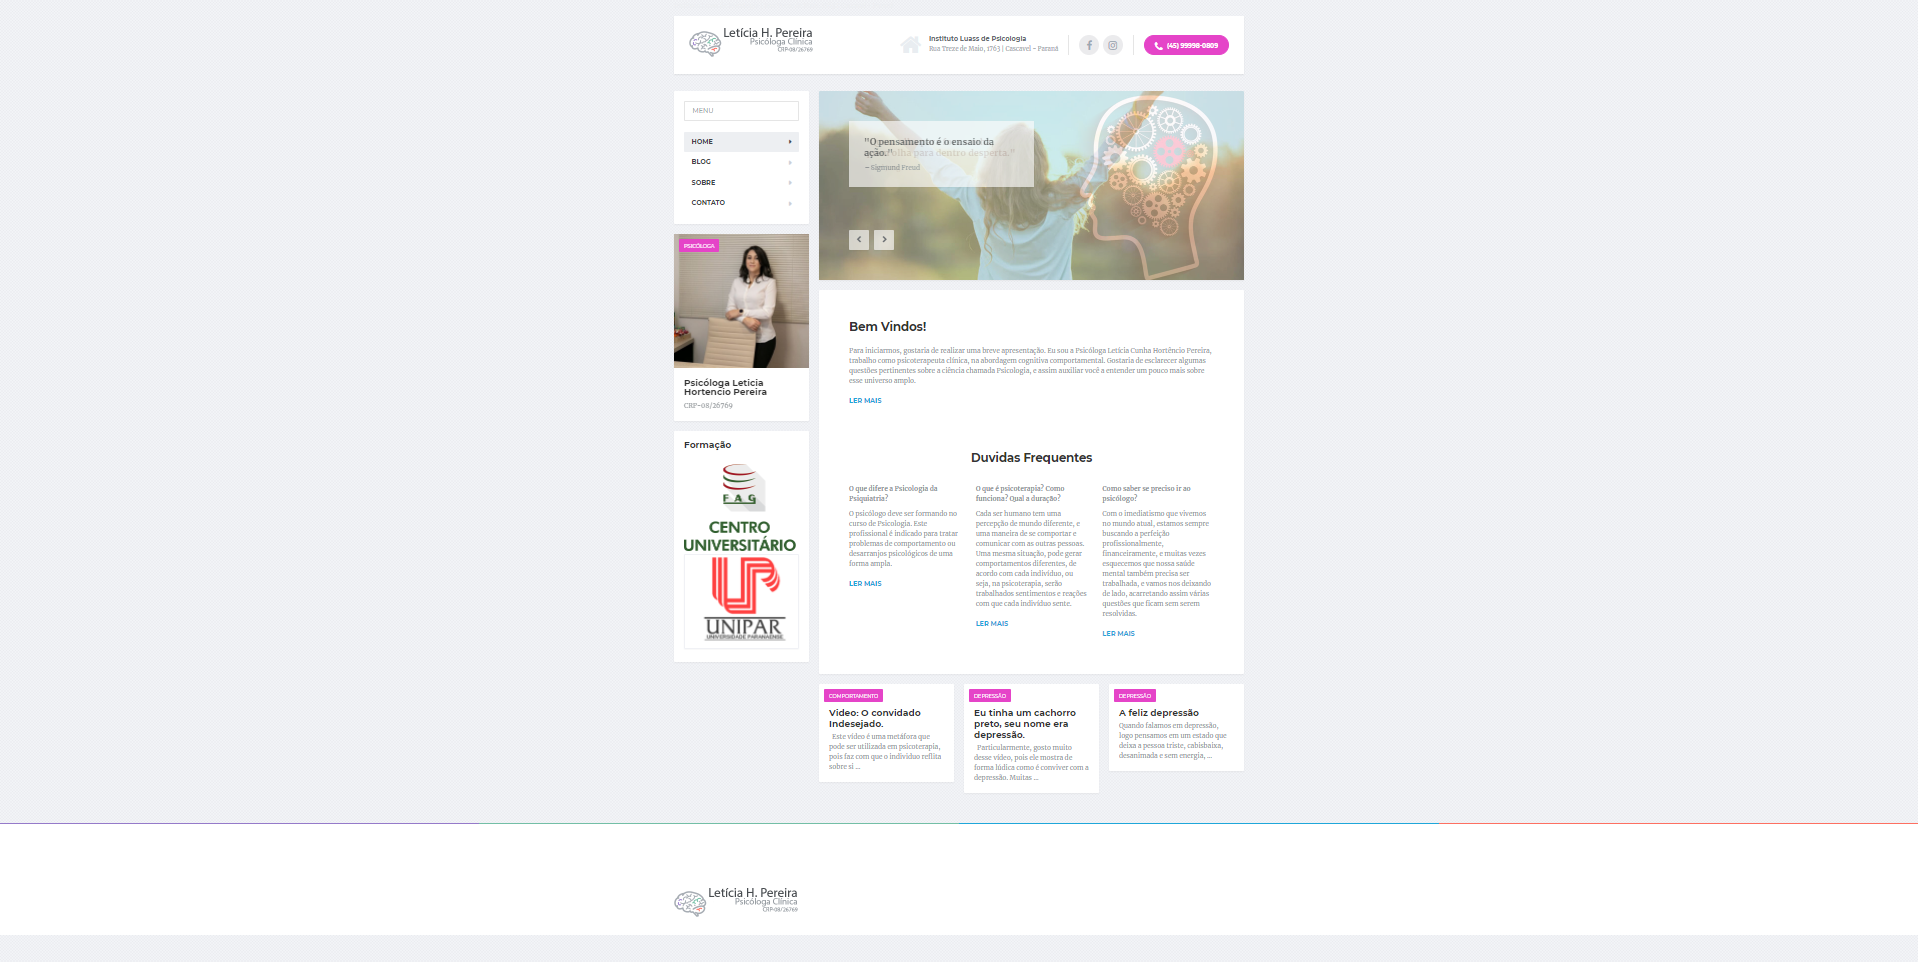 Letícia H. Pereira
Psicóloga Clínica
CRP-08/26769
Instituto Luass de Psicologia
Rua Treze de Maio, 1763 | Cascavel - Paraná
(45) 99998-0809
MENU
HOME
BLOG
SOBRE
CONTATO
PSICÓLOGA
Psicóloga Leticia
Hortencio Pereira
CRP-08/26769
Formação
FAG
CENTRO
UNIVERSITÁRIO
UNIPAR
UNIVERSIDADE PARANAENSE
"O pensamento é o ensaio da
ação."
olha para dentro desperta."
– Sigmund Freud
Bem Vindos!
Para iniciarmos, gostaria de realizar uma breve apresentação. Eu sou a Psicóloga Letícia Cunha Hortêncio Pereira,
trabalho como psicoterapeuta clínica, na abordagem cognitiva comportamental. Gostaria de esclarecer algumas
questões pertinentes sobre a ciência chamada Psicologia, e assim auxiliar você a entender um pouco mais sobre
esse universo amplo.
LER MAIS
Duvidas Frequentes
O que difere a Psicologia da
Psiquiatria?
O psicólogo deve ser formando no
curso de Psicologia. Este
profissional é indicado para tratar
problemas de comportamento ou
desarranjos psicológicos de uma
forma ampla.
LER MAIS
O que é psicoterapia? Como
funciona? Qual a duração?
Cada ser humano tem uma
percepção de mundo diferente, e
uma maneira de se comportar e
comunicar com as outras pessoas.
Uma mesma situação, pode gerar
comportamentos diferentes, de
acordo com cada indivíduo, ou
seja, na psicoterapia, serão
trabalhados sentimentos e reações
com que cada indivíduo sente.
LER MAIS
Como saber se preciso ir ao
psicólogo?
Com o imediatismo que vivemos
no mundo atual, estamos sempre
buscando a perfeição
profissionalmente,
financeiramente, e muitas vezes
esquecemos que nossa saúde
mental também precisa ser
trabalhada, e vamos nos deixando
de lado, acarretando assim várias
questões que ficam sem serem
resolvidas.
LER MAIS
COMPORTAMENTO
Video: O convidado
Indesejado.
Este vídeo é uma metáfora que
pode ser utilizada em psicoterapia,
pois faz com que o indivíduo reflita
sobre si ...
DEPRESSÃO
Eu tinha um cachorro
preto, seu nome era
depressão.
Particularmente, gosto muito
desse vídeo, pois ele mostra de
forma lúdica como é conviver com a
depressão. Muitas ...
DEPRESSÃO
A feliz depressão
Quando falamos em depressão,
logo pensamos em um estado que
deixa a pessoa triste, cabisbaixa,
desanimada e sem energia, ...
Letícia H. Pereira
Psicóloga Clínica
CRP-08/26769